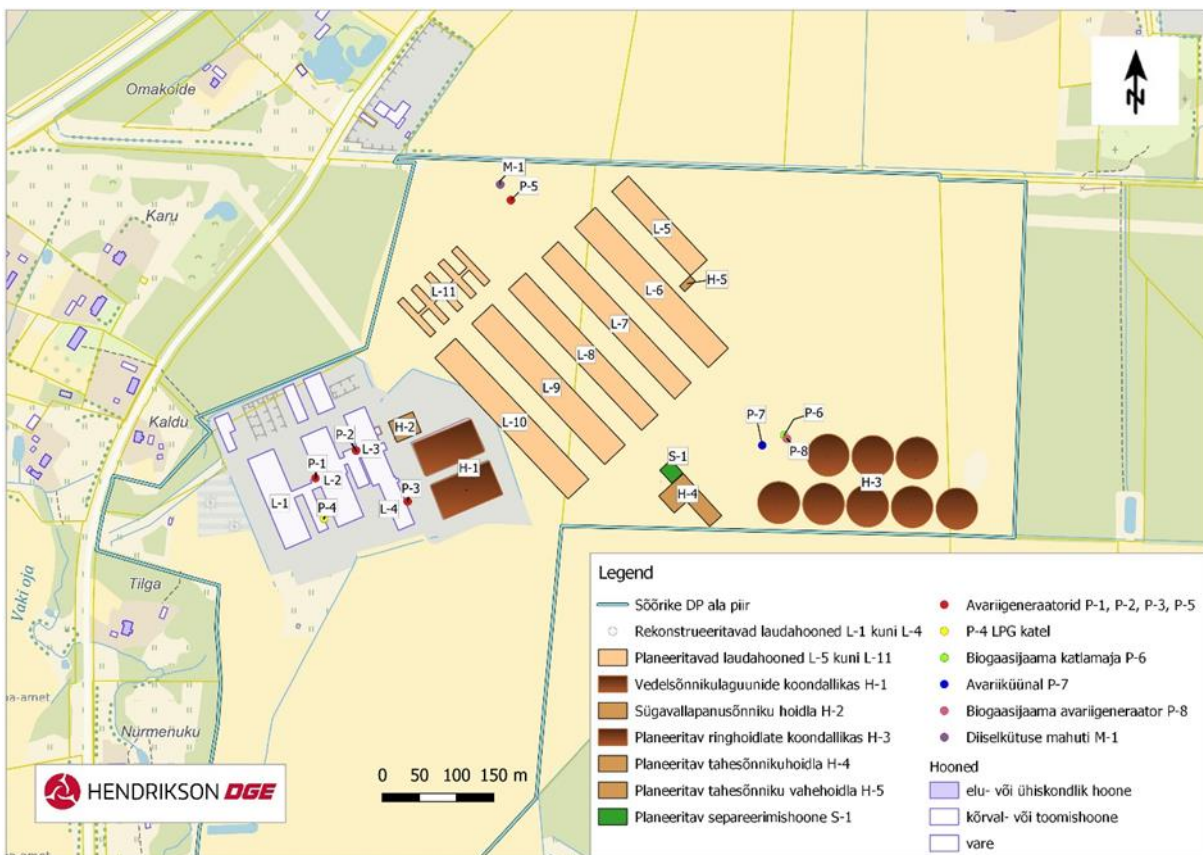 Omakolde
Karu
Kaldu
Tilga
Nurmenuku
Vaki oja
a-amet
N
M-1
P-5
L-5
H-5
L-6
L-7
L-8
L-9
L-10
L-11
P-7
P-6
P-8
H-2
P-2
L-3
P-1
L-2
P-3
H-1
L-1
P-4
L-4
S-1
H-4
H-3
Legend
Sõõrike DP ala piir
Rekonstrueeritavad laudahooned L-1 kuni L-4
Planeeritavad laudahooned L-5 kuni L-11
Vedelsõnnikulaguunide koondallikas H-1
Sügavallapanusõnniku hoidla H-2
Planeeritav ringhoidlate koondallikas H-3
Planeeritav tahesõnnikuhoidla H-4
Planeeritav tahesõnniku vahehoidla H-5
Planeeritav separeerimishoone S-1
Avariigeneraatorid P-1, P-2, P-3, P-5
P-4 LPG katel
Biogaasijaama katlamaja P-6
Avariiküünal P-7
Biogaasijaama avariigeneraator P-8
Diiselkütuse mahuti M-1
Hooned
elu- või ühiskondlik hoone
kõrval- või toomishoone
vare
HENDRIKSON DGE
0 50 100 150 m